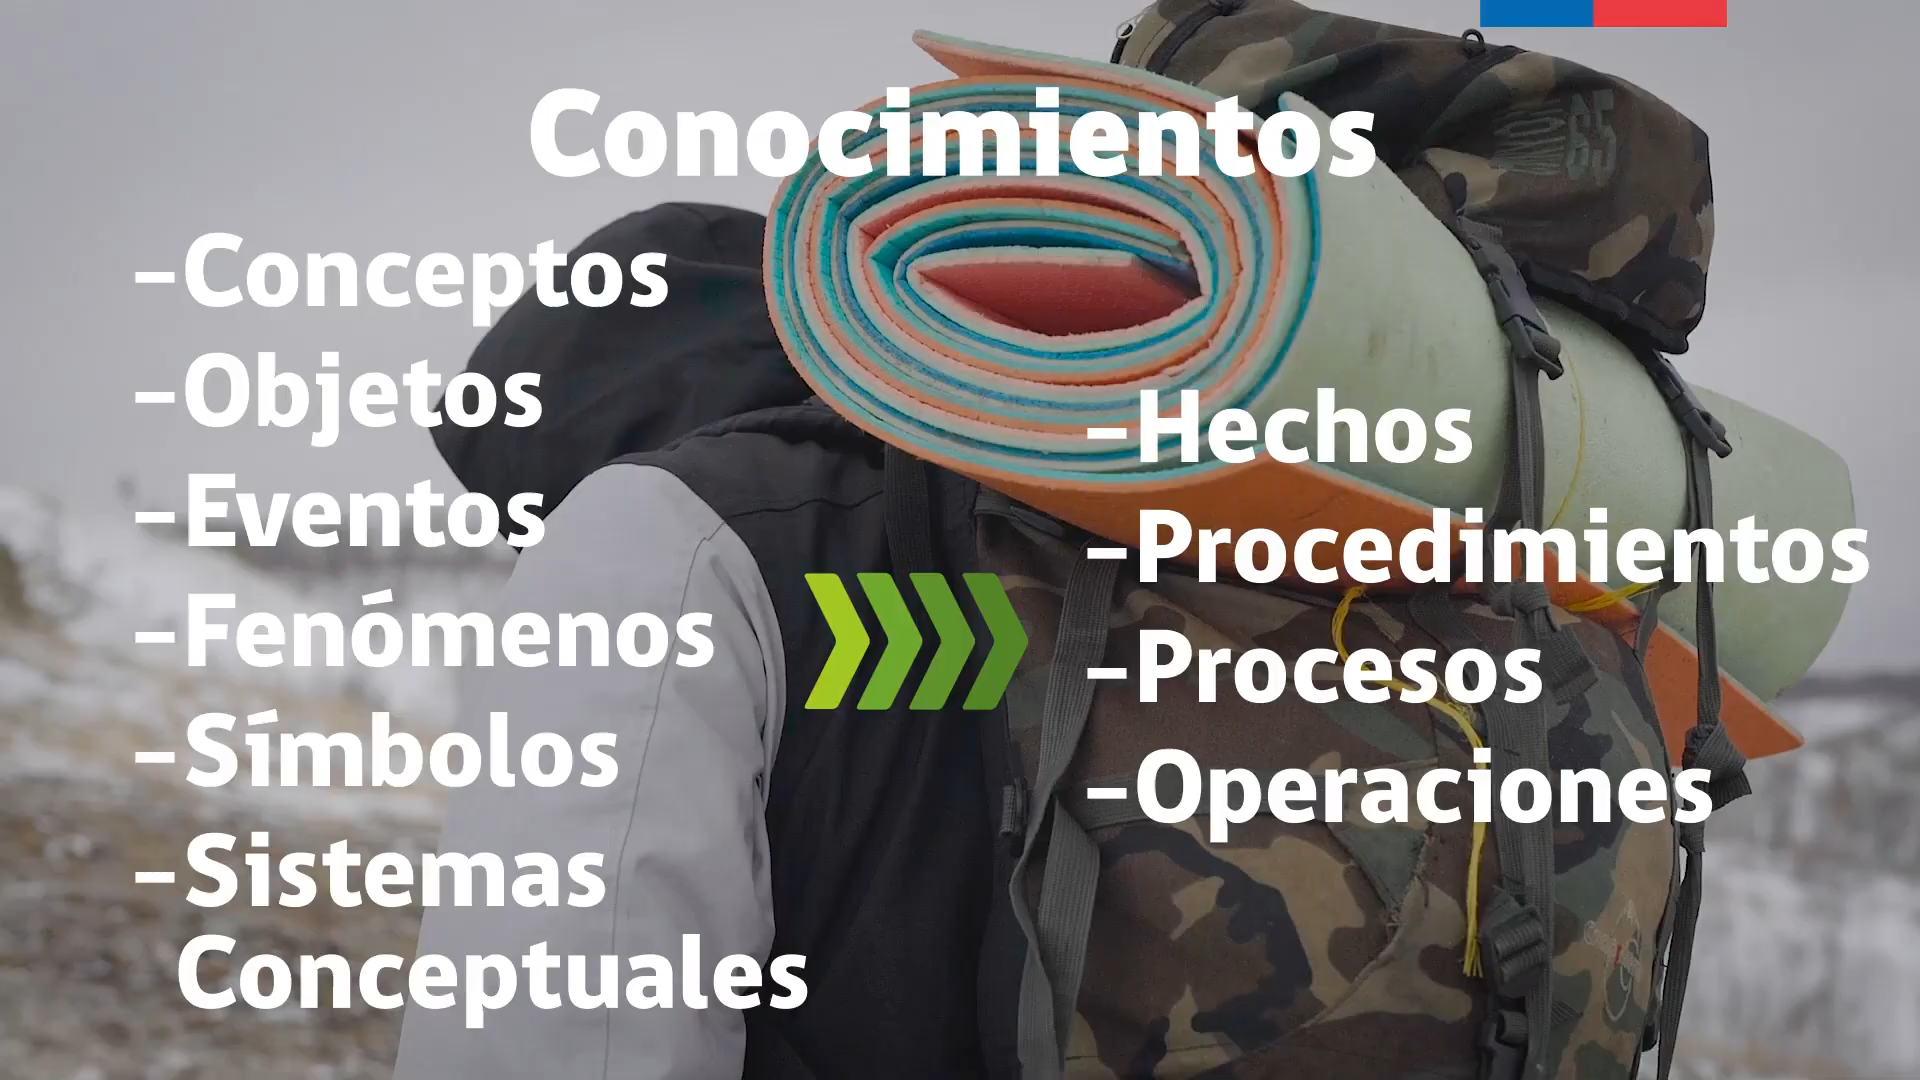 Conocimientos
-Conceptos
-Objetos
-Eventos
-Fenómenos
-Símbolos
-Sistemas
Conceptuales
-Hechos
-Procedimientos
-Procesos
-Operaciones